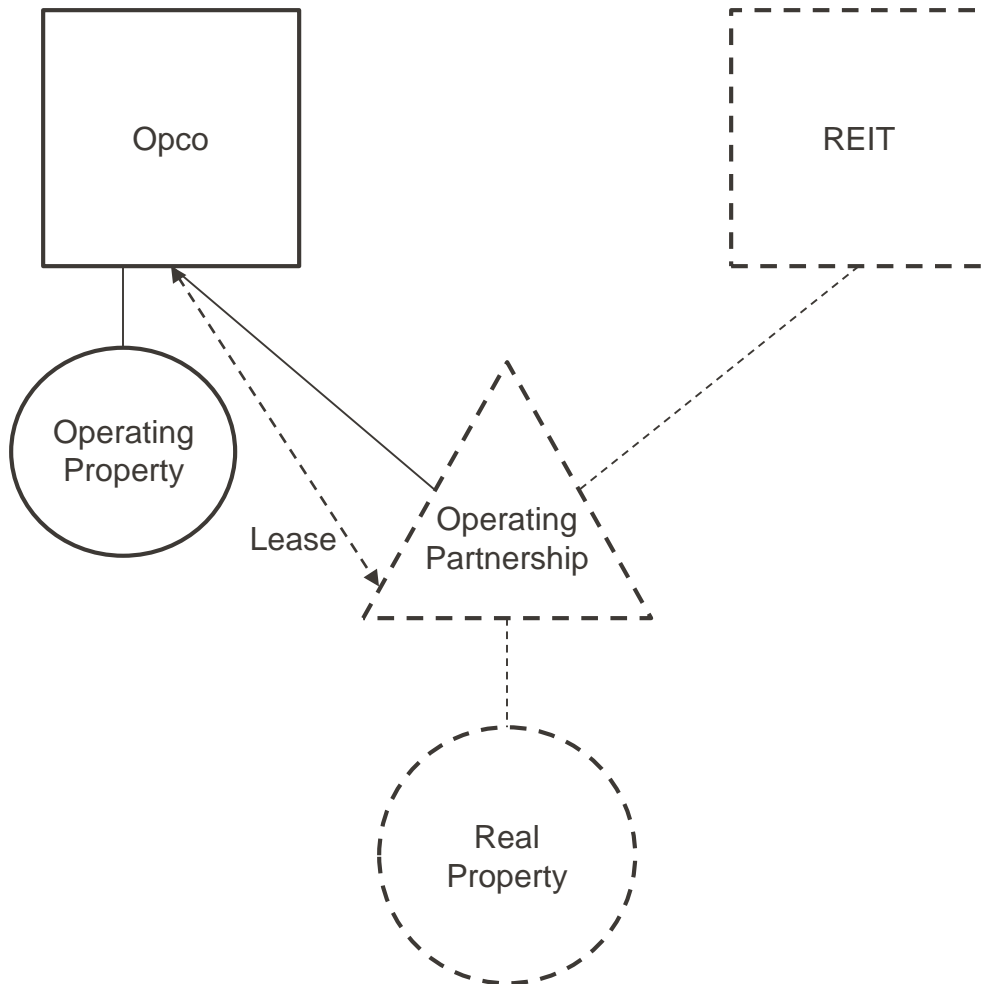 Opco
REIT
Operating
Property
Lease
Operating
Partnership
Real
Property